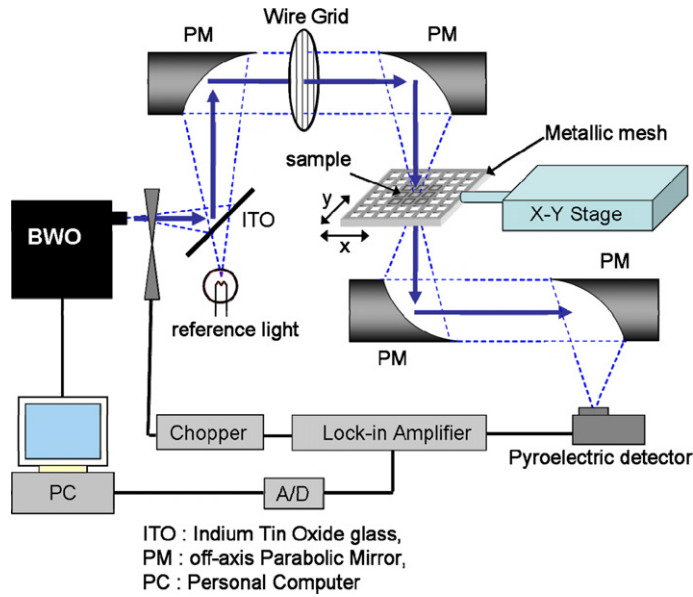 Wire Grid
PM
PM
Metallic mesh
sample
y
x
X-Y Stage
BWO
ITO
reference light
PM
PM
Chopper
Lock-in Amplifier
Pyroelectric detector
PC
A/D
ITO : Indium Tin Oxide glass,
PM : off-axis Parabolic Mirror,
PC : Personal Computer